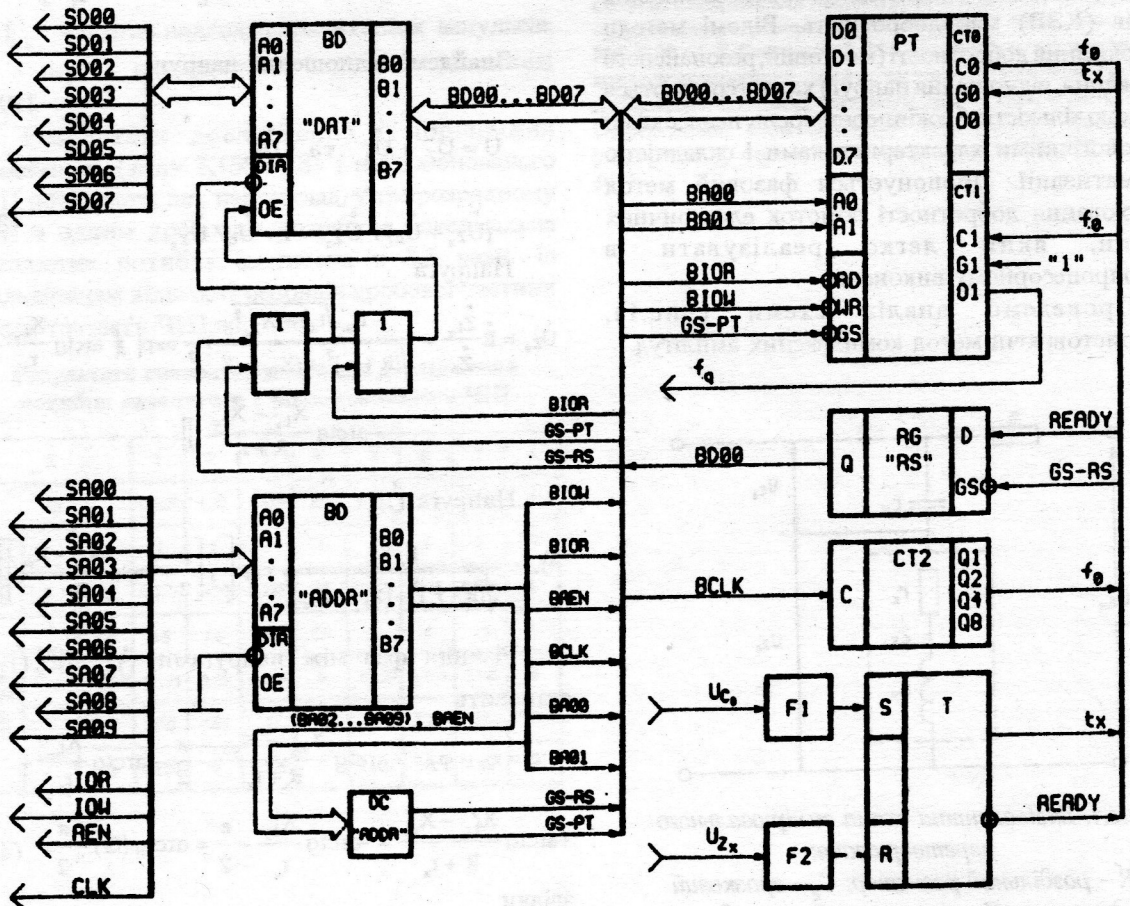 SD00
SD01
SD02
SD03
SD04
SD05
SD06
SD07
A0
A1
A7
DIR
OE
BD
"DAT"
B0
B1
B7
BD00...BD07
BD00...BD07
D0
D1
D7
A0
A1
RD
WR
GS
PT
CT0
C0
G0
O0
CT1
C1
G1
O1
f0
tx
f0
"1"
BA00
BA01
BIOR
BIOW
GS-PT
fq
1
BIOR
GS-PT
GS-RS
BD00
Q
RG
"RS"
D
GS
READY
GS-RS
SA00
SA01
SA02
SA03
SA04
SA05
SA06
SA07
SA08
SA09
IOR
IOW
AEN
CLK
A0
A1
A7
DIR
OE
BD
"ADDR"
B0
B1
B7
(BA02...BA09), BAEN
BIOW
BIOR
BAEN
BCLK
BA00
BA01
DC
"ADDR"
GS-RS
GS-PT
BCLK
C
CT2
Q1
Q2
Q4
Q8
f0
UC0
F1
S
T
tx
READY
UZx
F2
R